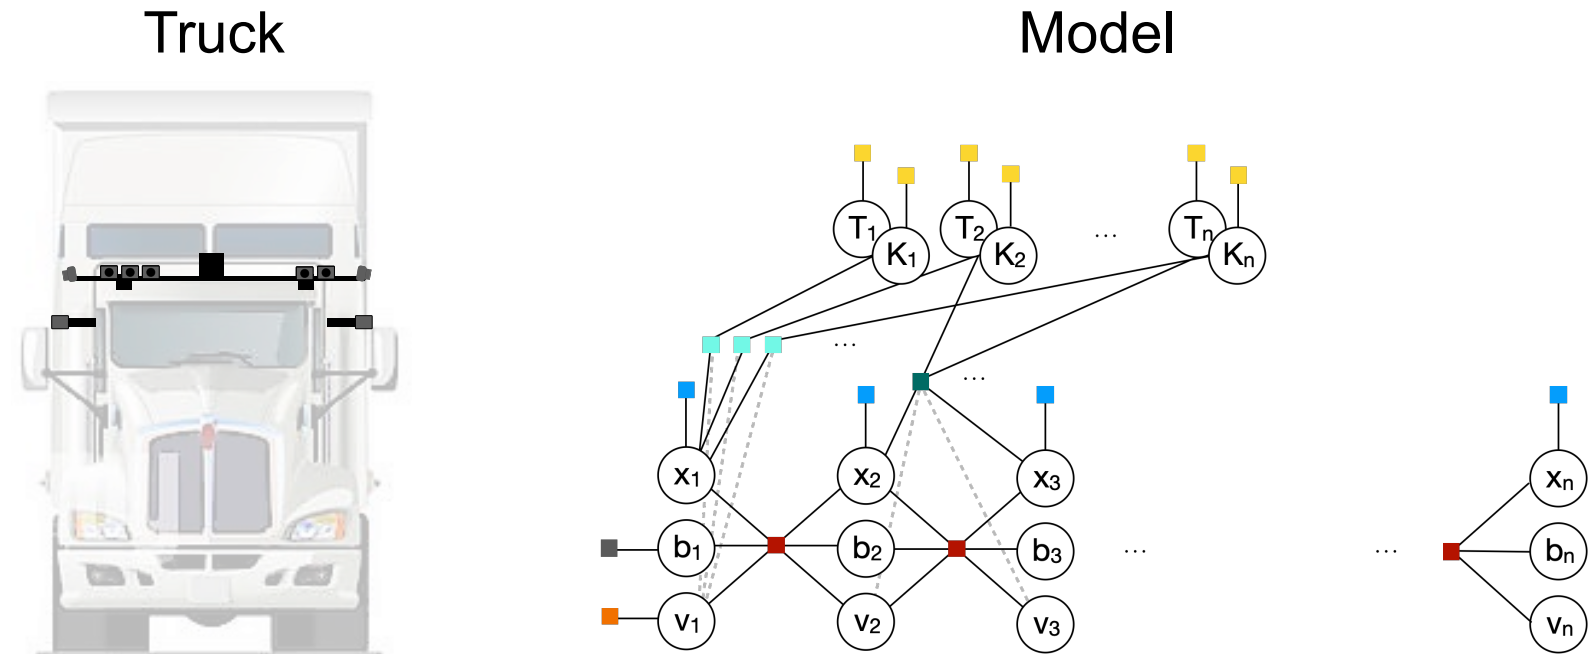 Truck
Model
T1 T2 Tn
K1 K2 ... Kn
... ...
x1 x2 x3 xn
b1 b2 b3 ... ... bn
v1 v2 v3 vn